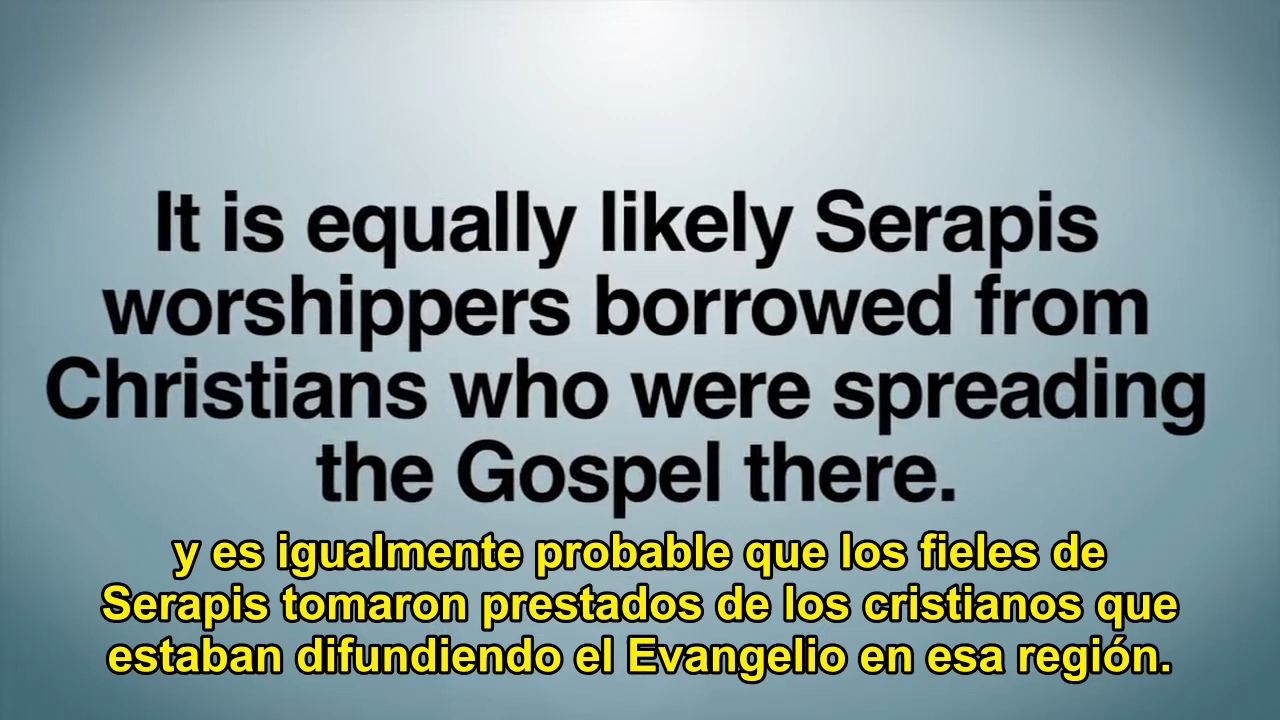 It is equally likely Serapis
worshippers borrowed from
Christians who were spreading
the Gospel there.
y es igualmente probable que los fieles de
Serapis tomaron prestados de los cristianos que
estaban difundiendo el Evangelio en esa región.